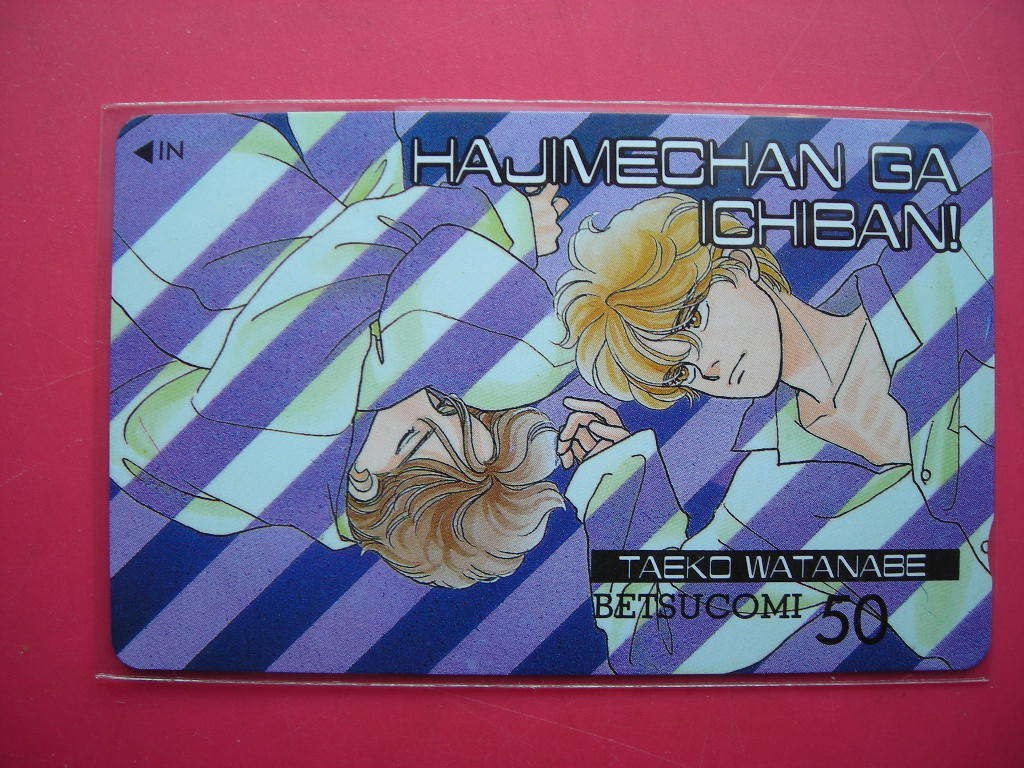 ◀IN
HAJIMECHAN GA
ICHIBAN!
TAEKO WATANABE
BETSUCOMI 50